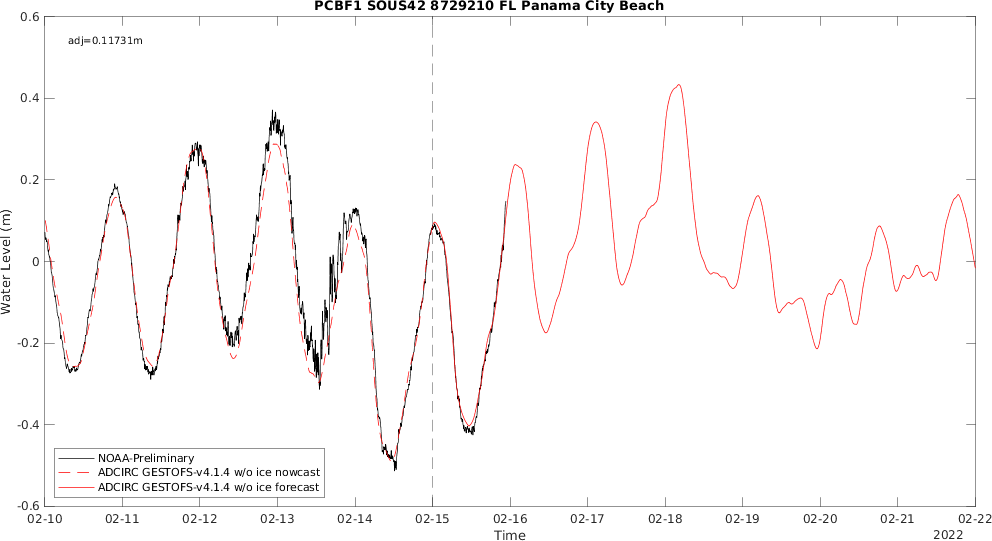 PCBF1 SOUS42 8729210 FL Panama City Beach
adj=0.11731m
0.6
0.4
0.2
0
-0.2
-0.4
-0.6
Water Level (m)
NOAA-Preliminary
ADCIRC GESTOFS-v4.1.4 w/o ice nowcast
ADCIRC GESTOFS-v4.1.4 w/o ice forecast
02-10 02-11 02-12 02-13 02-14 02-15 02-16 02-17 02-18 02-19 02-20 02-21 02-22
Time
2022